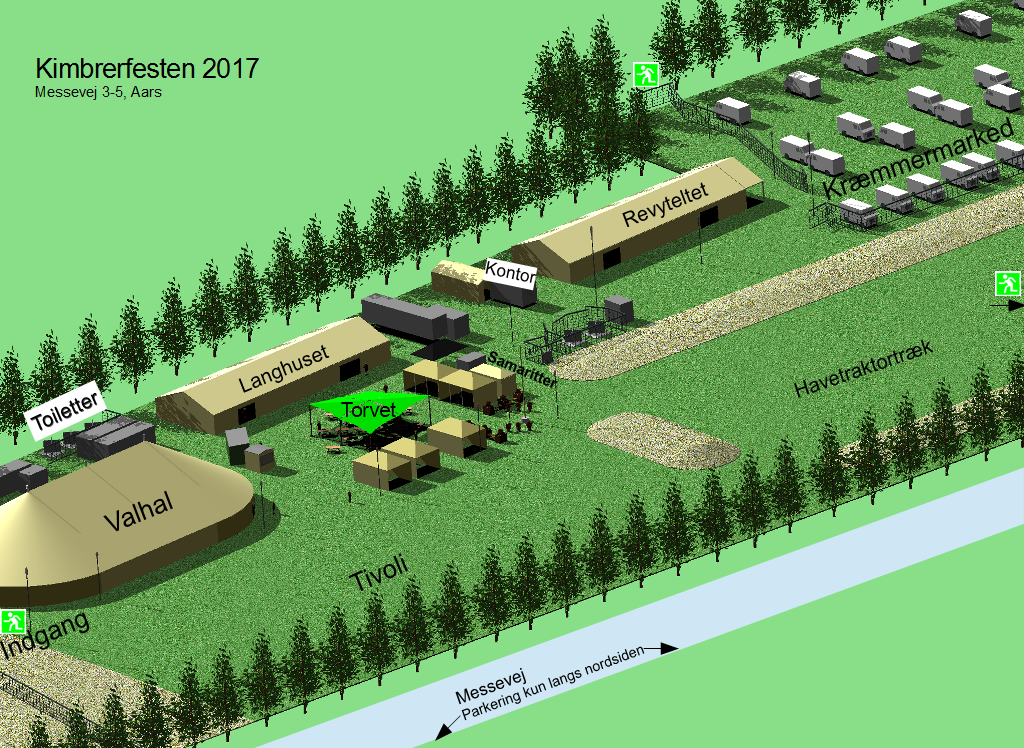 Kimbrerfesten 2017
Messevej 3-5, Aars
Kræmmermarked
Revyteltet
Kontor
Langhuset
Samaritter
Havetraktortræk
Toiletter
Torvet
Valhal
Tivoli
Indgang
Messevej
Parkering kun langs nordsiden